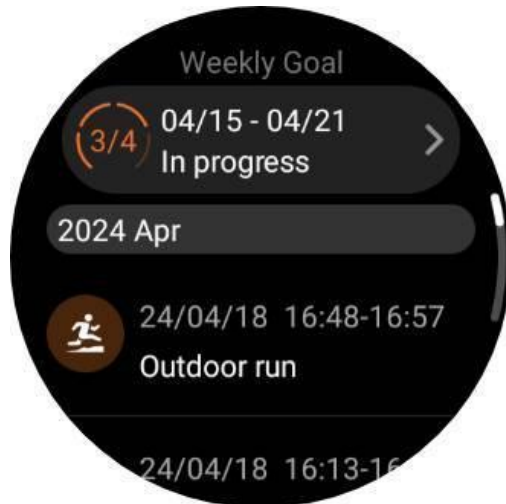 Weekly Goal
3/4
04/15 - 04/21
In progress
2024 Apr
24/04/18 16:48-16:57
Outdoor run
24/04/18 16:13-16